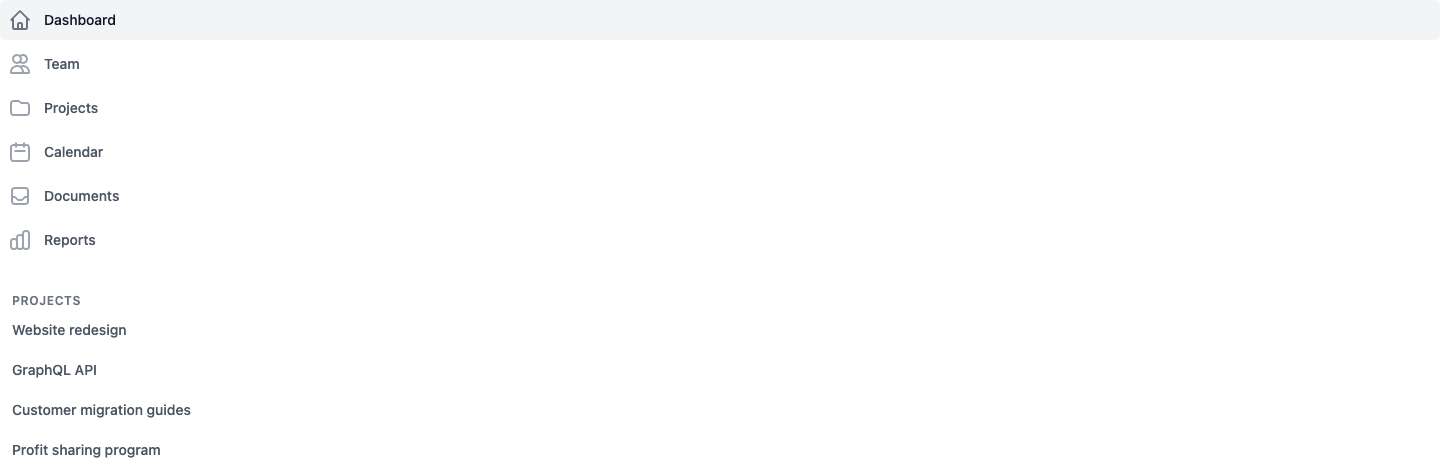 Dashboard
Team
Projects
Calendar
Documents
Reports
PROJECTS
Website redesign
GraphQL API
Customer migration guides
Profit sharing program